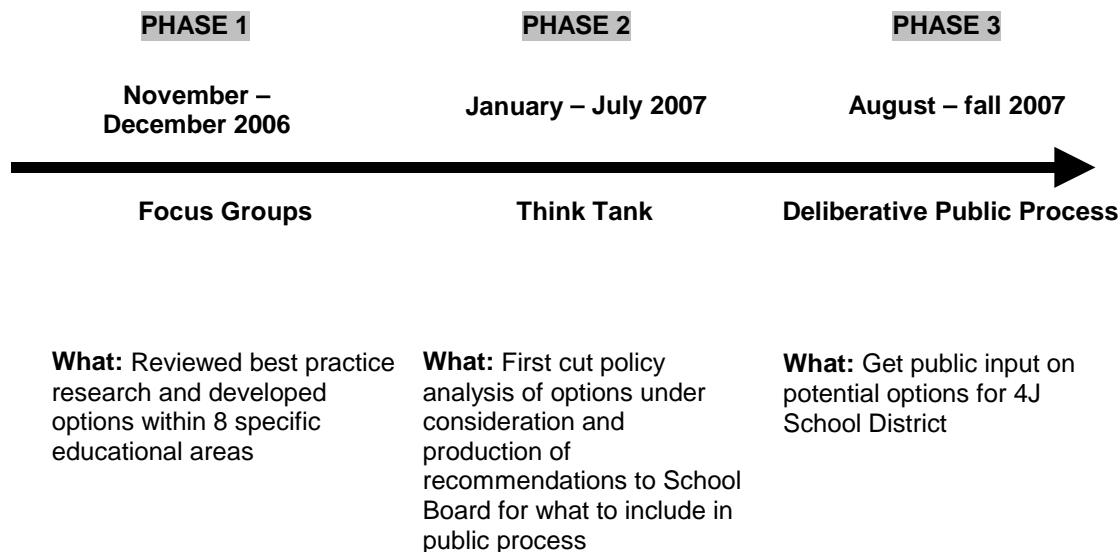 PHASE 1
PHASE 2
PHASE 3
November –
December 2006
January – July 2007
August – fall 2007
Focus Groups
Think Tank
Deliberative Public Process
What: Reviewed best practice
research and developed
options within 8 specific
educational areas
What: First cut policy
analysis of options under
consideration and
production of
recommendations to School
Board for what to include in
public process
What: Get public input on
potential options for 4J
School District